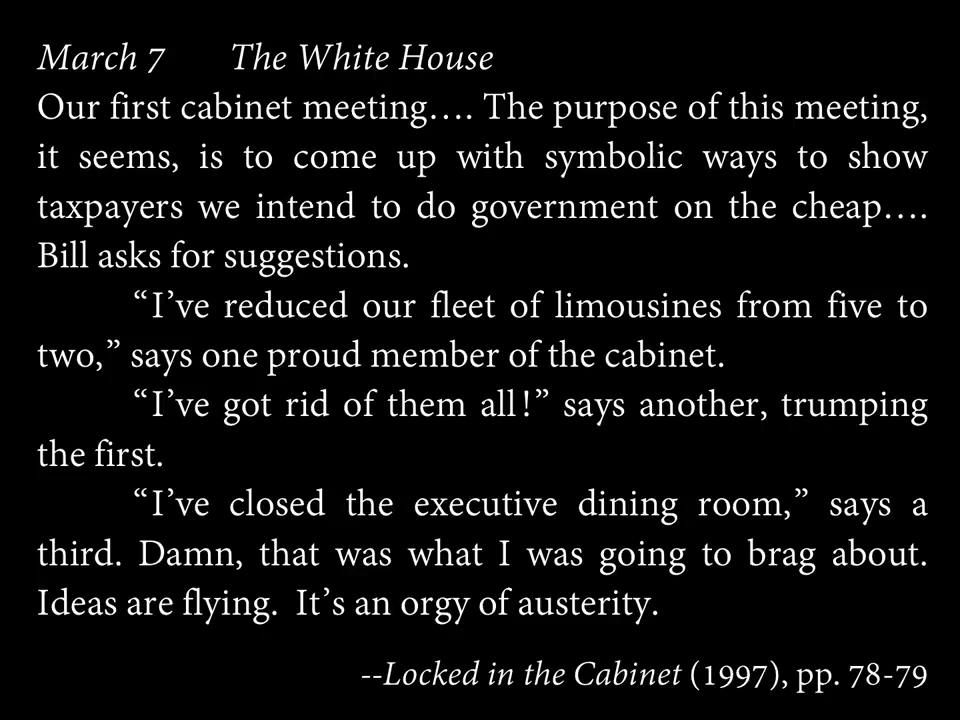 March 7 The White House
Our first cabinet meeting…. The purpose of this meeting,
it seems, is to come up with symbolic ways to show
taxpayers we intend to do government on the cheap….
Bill asks for suggestions.
“I’ve reduced our fleet of limousines from five to
two,” says one proud member of the cabinet.
“I’ve got rid of them all!” says another, trumping
the first.
“I’ve closed the executive dining room,” says a
third. Damn, that was what I was going to brag about.
Ideas are flying.  It’s an orgy of austerity.
--Locked in the Cabinet (1997), pp. 78-79